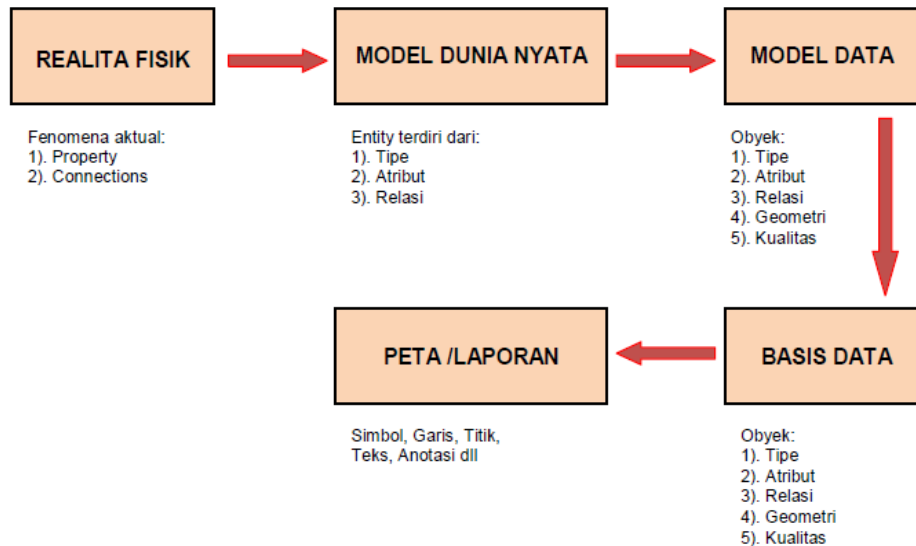 REALITA FISIK
Fenomena aktual:
1). Property
2). Connections
MODEL DUNIA NYATA
Entity terdiri dari:
1). Tipe
2). Atribut
3). Relasi
MODEL DATA
Obyek:
1). Tipe
2). Atribut
3). Relasi
4). Geometri
5). Kualitas
BASIS DATA
Obyek:
1). Tipe
2). Atribut
3). Relasi
4). Geometri
5). Kualitas
PETA /LAPORAN
Simbol, Garis, Titik,
Teks, Anotasi dll